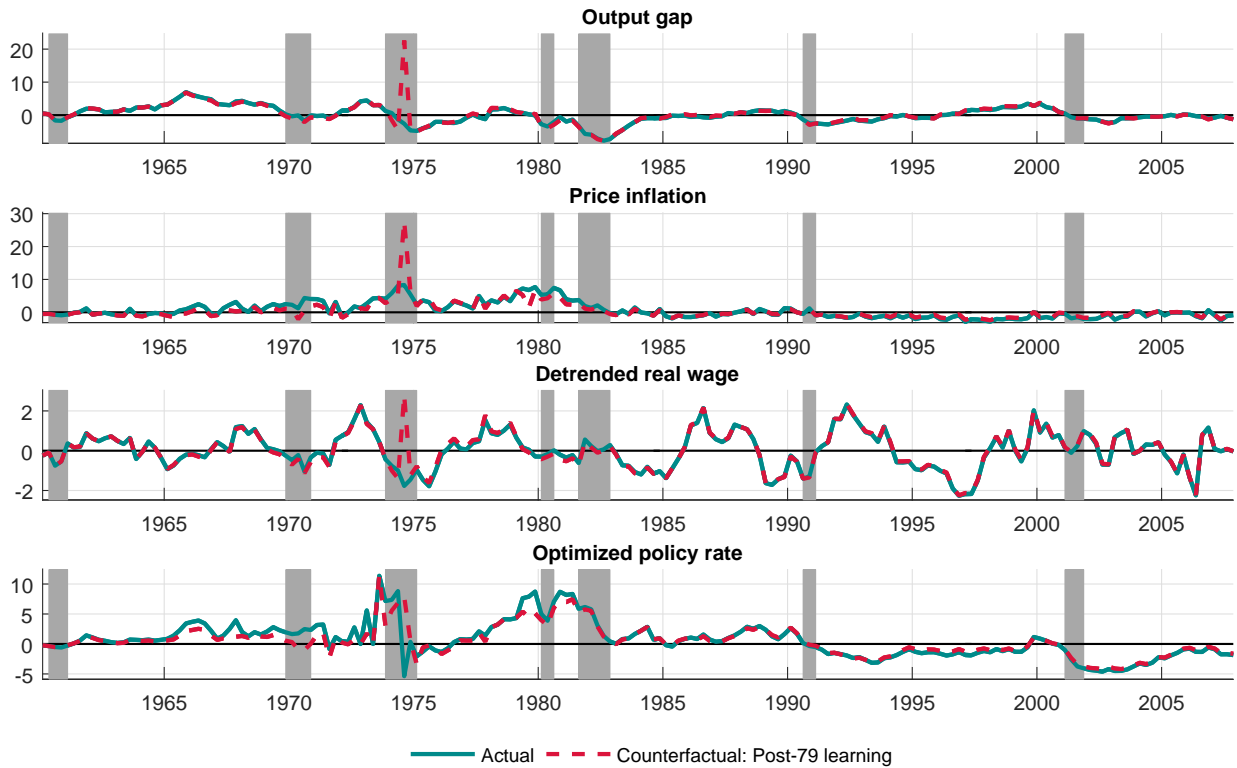 Output gap
20
10
0
1965 1970 1975 1980 1985 1990 1995 2000 2005
Price inflation
30
20
10
0
1965 1970 1975 1980 1985 1990 1995 2000 2005
Detrended real wage
2
0
-2
1965 1970 1975 1980 1985 1990 1995 2000 2005
Optimized policy rate
10
5
0
-5
1965 1970 1975 1980 1985 1990 1995 2000 2005
Actual Counterfactual: Post-79 learning